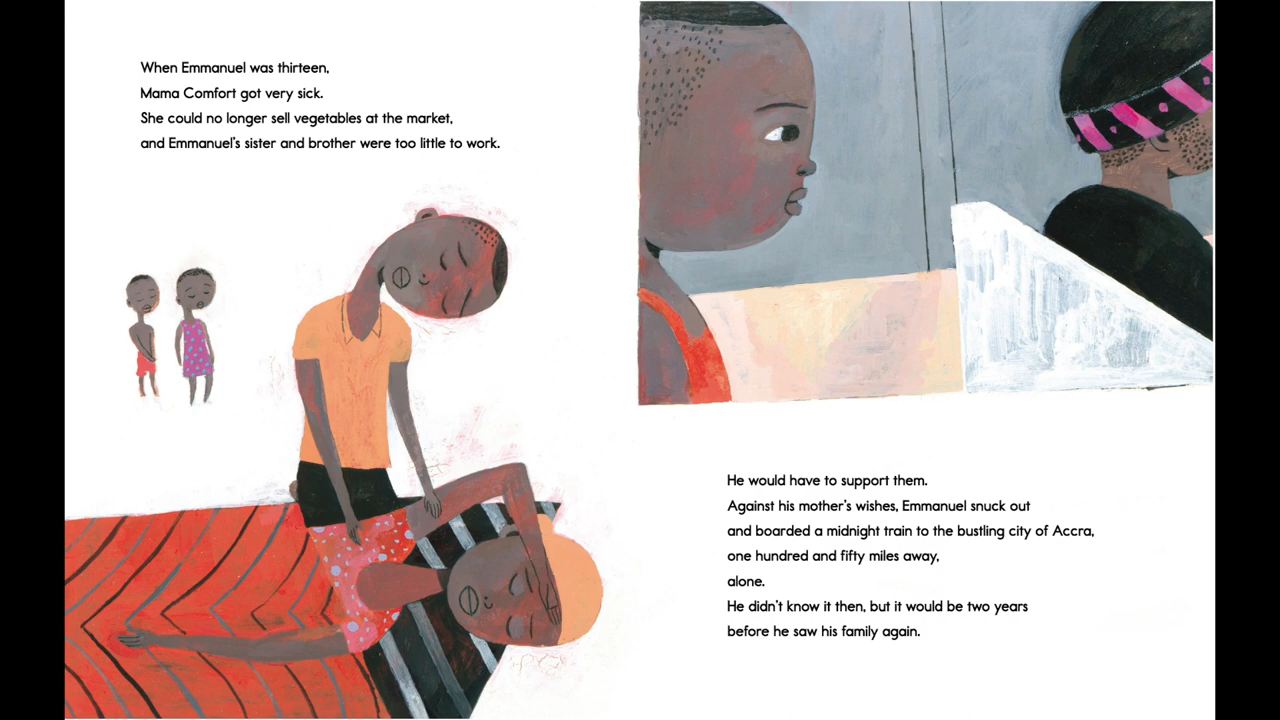 When Emmanuel was thirteen,
Mama Comfort got very sick.
She could no longer sell vegetables at the market,
and Emmanuel's sister and brother were too little to work.
He would have to support them.
Against his mother's wishes, Emmanuel snuck out
and boarded a midnight train to the bustling city of Accra,
one hundred and fifty miles away,
alone.
He didn't know it then, but it would be two years
before he saw his family again.